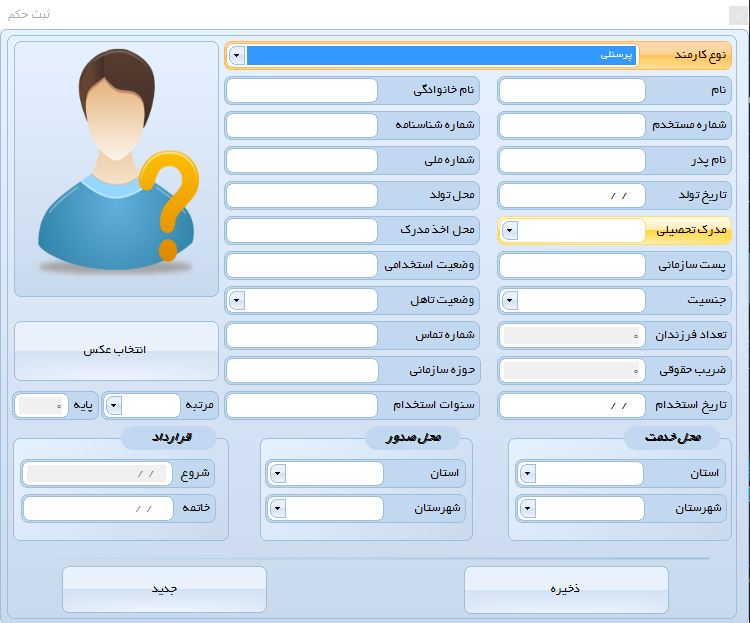 ثبت حکم
نوع کارمند پرسنلی
نام نام خانوادگی
شماره مستخدم شماره شناسنامه
نام پدر شماره ملی
تاریخ تولد / / محل تولد
مدرک تحصیلی محل اخذ مدرک
پست سازمانی وضعیت استخدامی
جنسیت وضعیت تاهل
تعداد فرزندان ۰ شماره تماس
انتخاب عکس
ضریب حقوقی ۰ حوزه سازمانی
تاریخ استخدام / / سنوات استخدام مرتبه پایه ۰
محل خدمت محل صدور قرارداد
استان استان شروع / /
شهرستان شهرستان خاتمه / /
ذخیره جدید